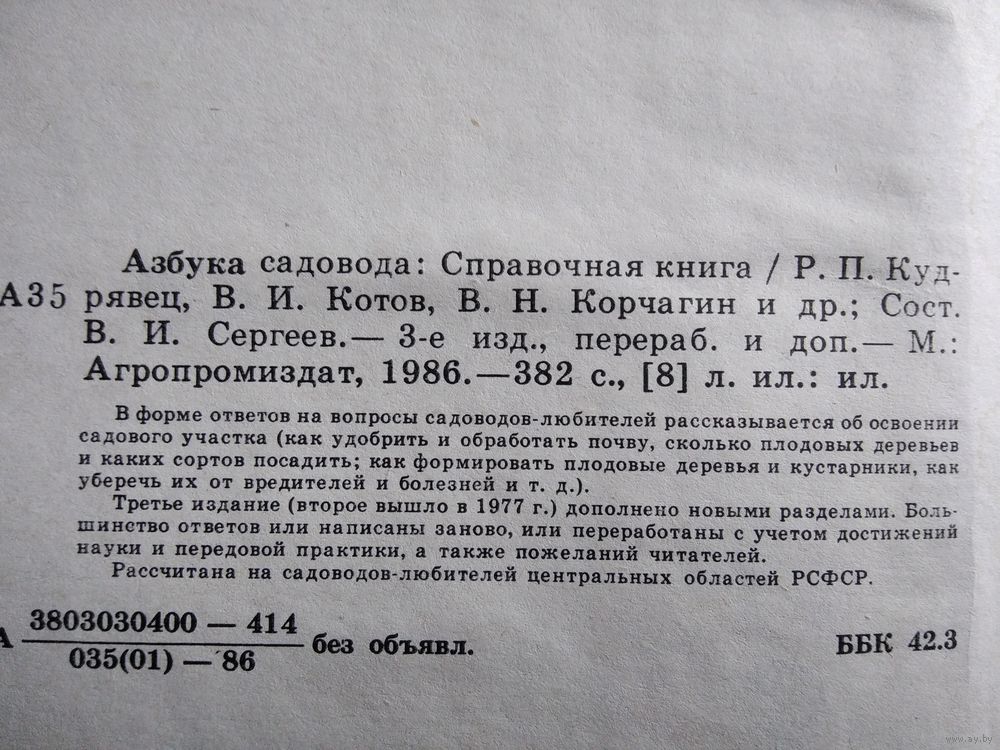 Азбука садовода: Справочная книга / Р. П. Куд-
А35 рявец, В. И. Котов, В. Н. Корчагин и др.; Сост.
В. И. Сергеев.— 3-е изд., перераб. и доп.— М.:
Агропромиздат, 1986.—382 с., [8] л. ил.: ил.
В форме ответов на вопросы садоводов-любителей рассказывается об освоении
садового участка (как удобрить и обработать почву, сколько плодовых деревьев
и каких сортов посадить; как формировать плодовые деревья и кустарники, как
уберечь их от вредителей и болезней и т. д.).
Третье издание (второе вышло в 1977 г.) дополнено новыми разделами. Боль-
шинство ответов или написаны заново, или переработаны с учетом достижений
науки и передовой практики, а также пожеланий читателей.
Рассчитана на садоводов-любителей центральных областей РСФСР.
3803030400 — 414
А без объявл.
035(01) — 86
ББК 42.3
www.ay.by